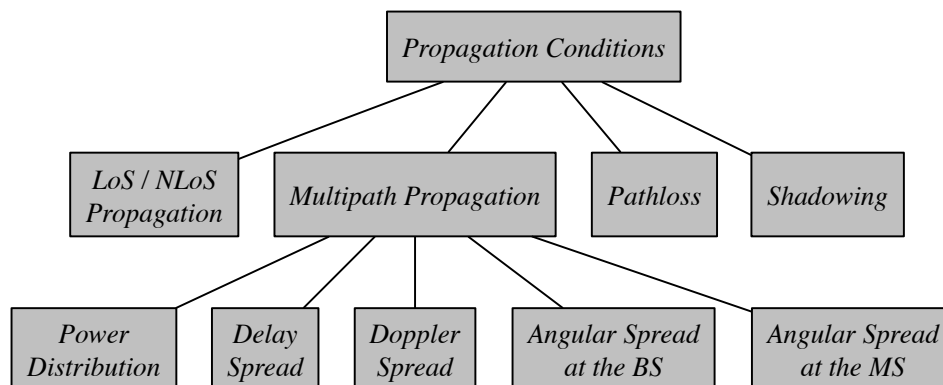 Propagation Conditions
LoS / NLoS
Propagation
Multipath Propagation
Pathloss
Shadowing
Power
Distribution
Delay
Spread
Doppler
Spread
Angular Spread
at the BS
Angular Spread
at the MS